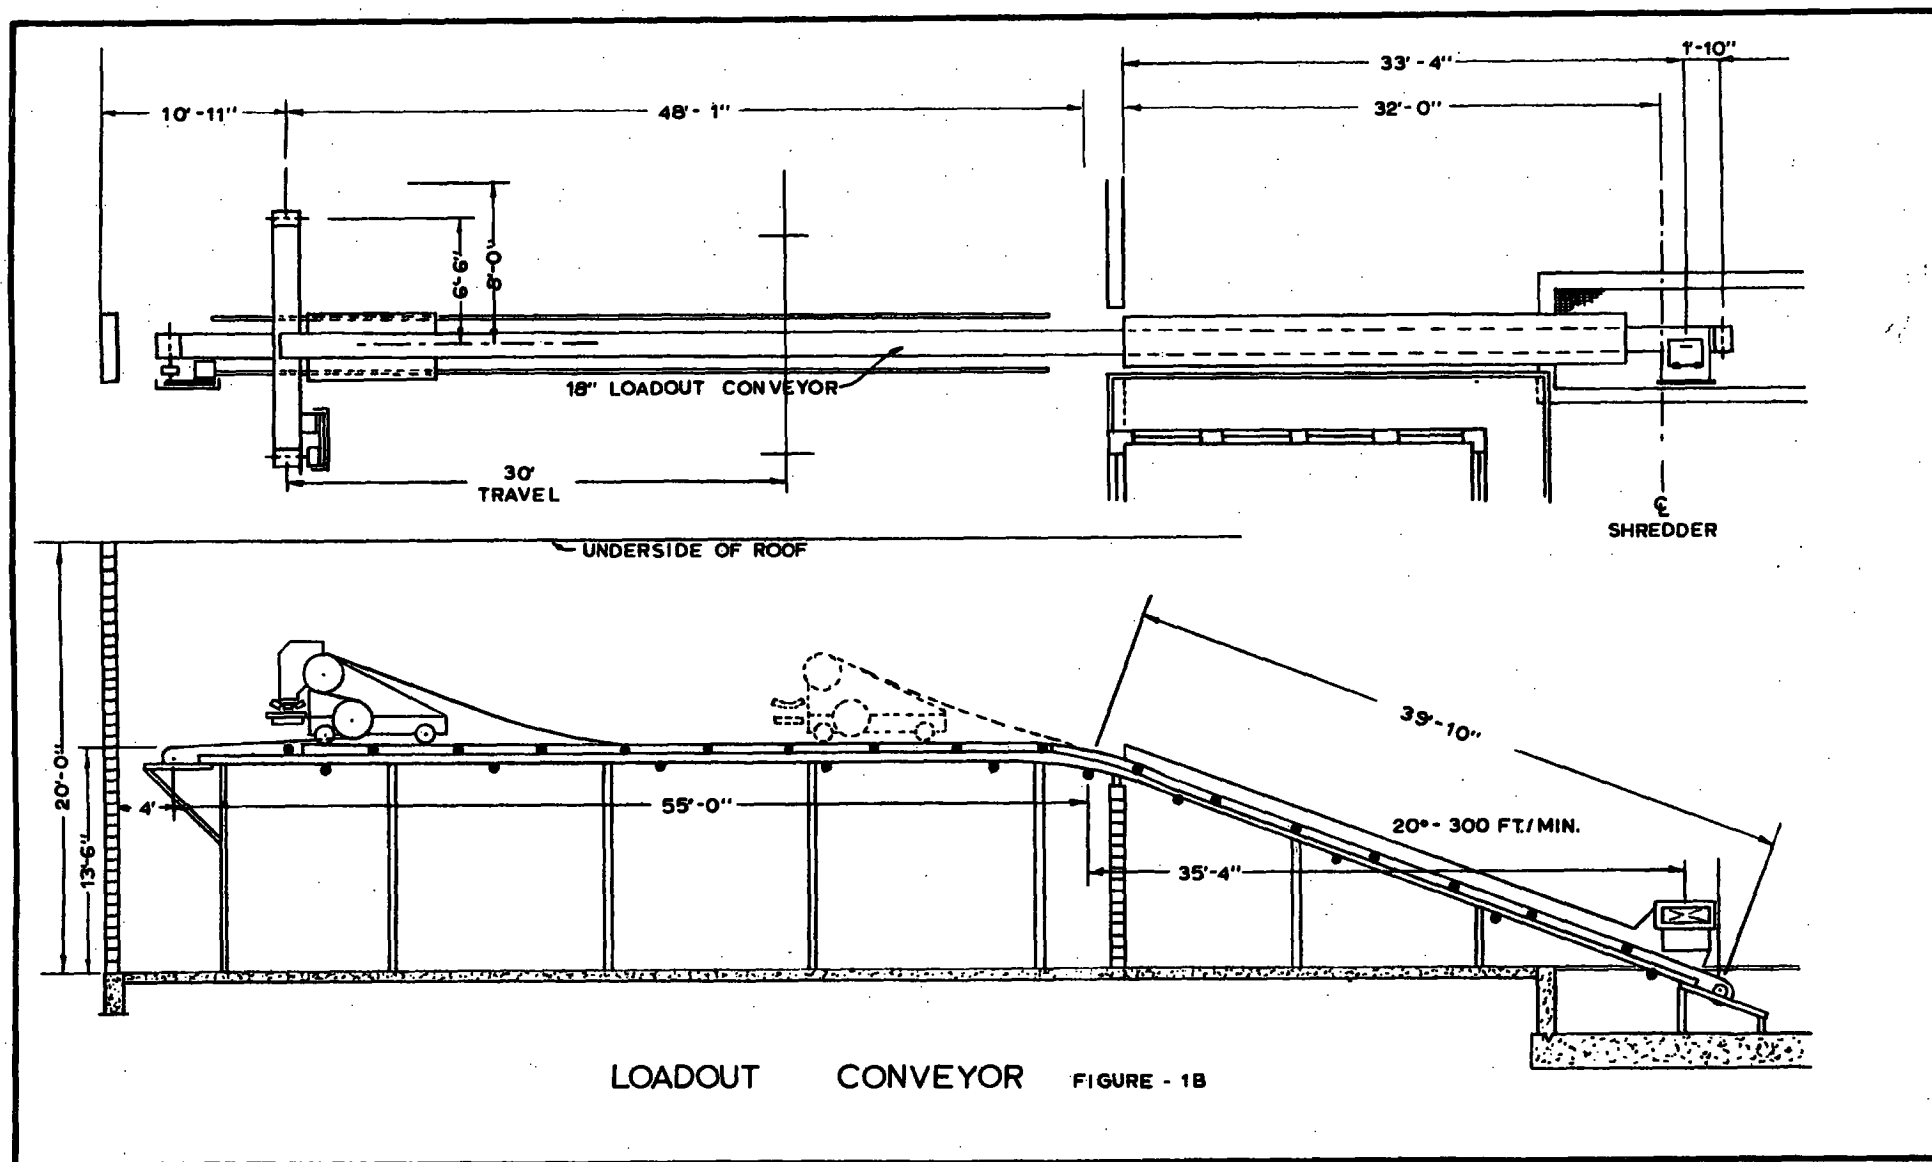 1'-10"
33'-4"
10'-11"
48'-1"
32'-0"
6'-6"
8'-0"
18" LOADOUT CONVEYOR
30'
TRAVEL
℄
SHREDDER
UNDERSIDE OF ROOF
39'-10"
20'-0"
13'-6"
4'
55'-0"
20°-300 FT./MIN.
35'-4"
LOADOUT CONVEYOR FIGURE - 1B